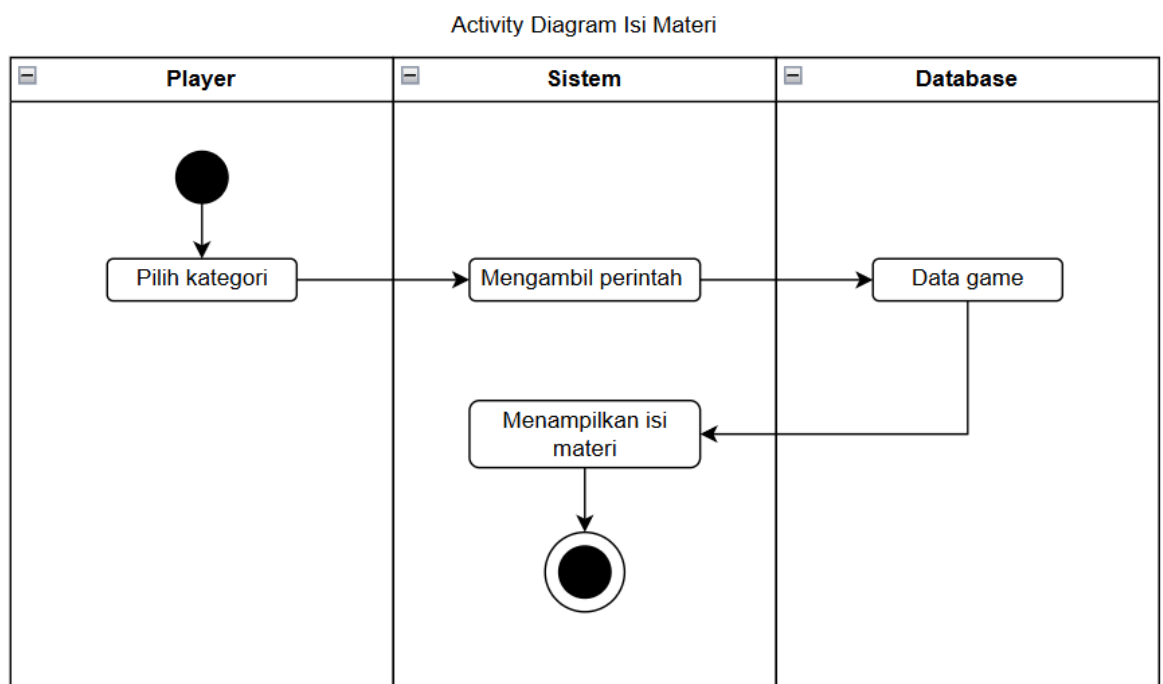 Activity Diagram Isi Materi
Player
Sistem
Database
Pilih kategori
Mengambil perintah
Data game
Menampilkan isi
materi